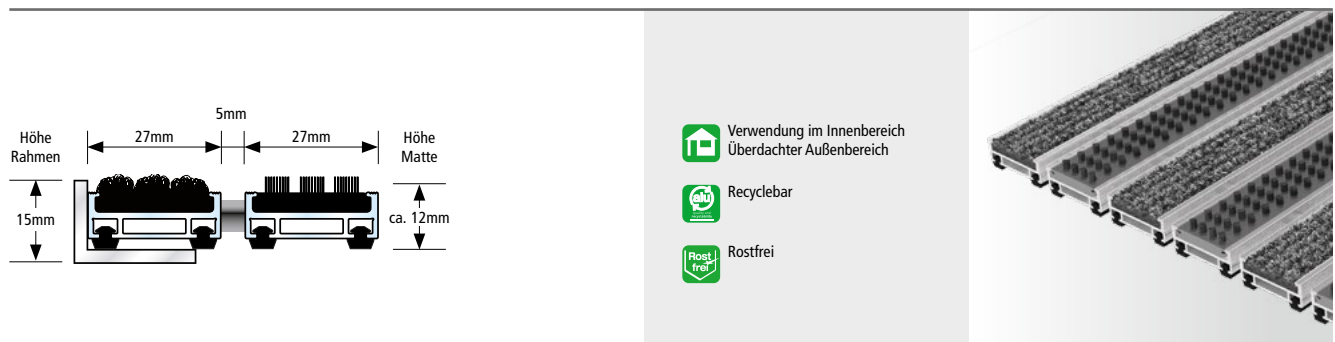 5mm
Höhe
Rahmen
27mm
27mm
Höhe
Matte
15mm
ca. 12mm
Verwendung im Innenbereich
Überdachter Außenbereich
alu
Recyclebar
Rost
frei
Rostfrei